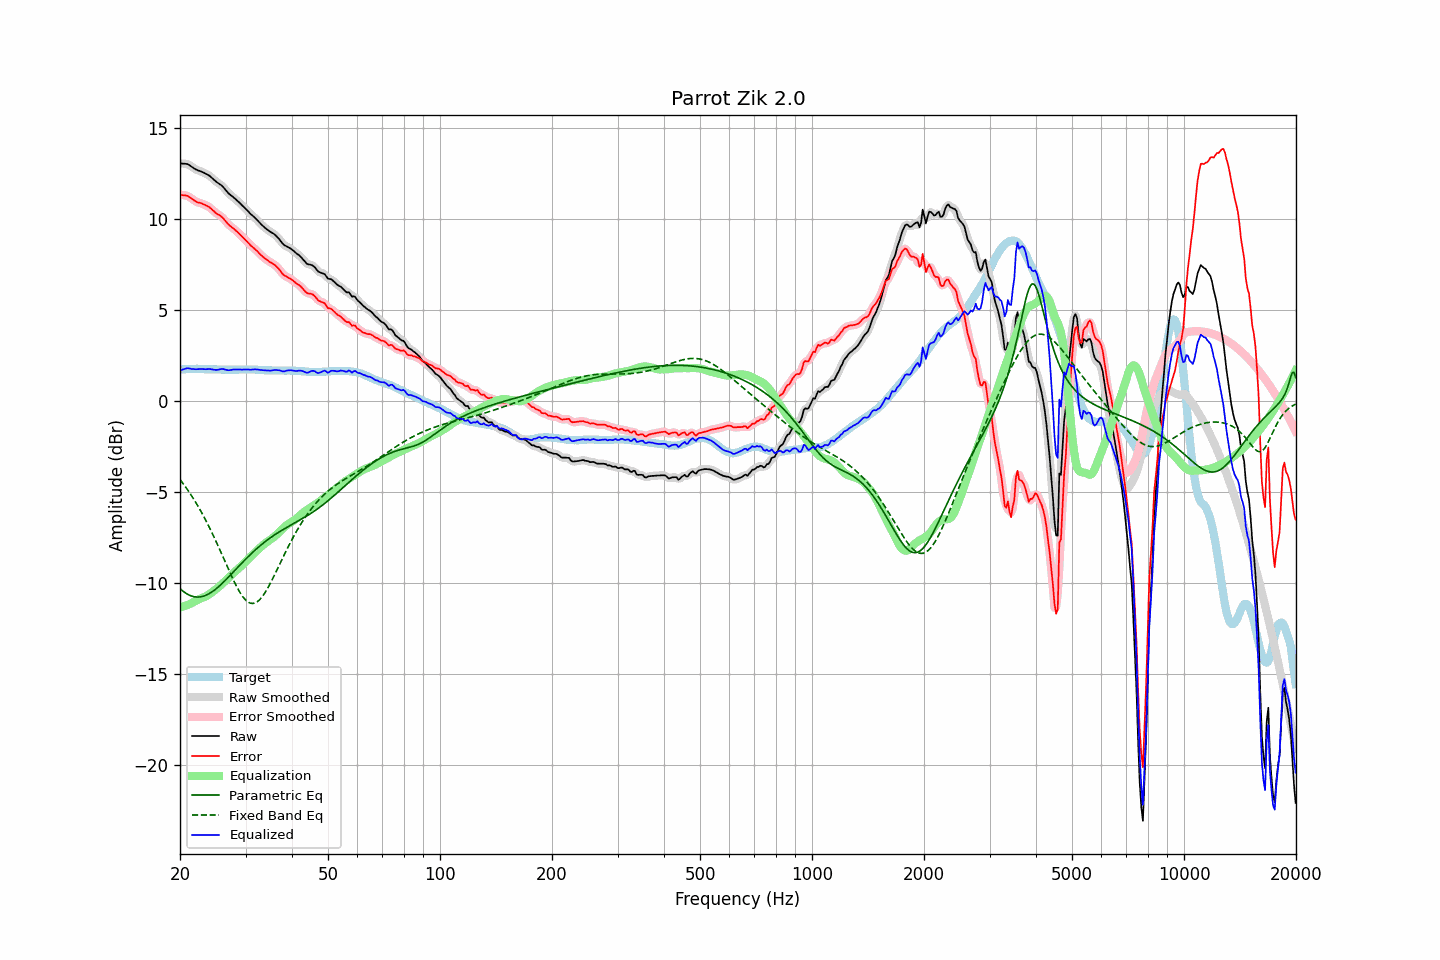 Parrot Zik 2.0
15
10
5
0
−5
−10
−15
−20
Amplitude (dBr)
Target
Raw Smoothed
Error Smoothed
Raw
Error
Equalization
Parametric Eq
Fixed Band Eq
Equalized
20 50 100 200 500 1000 2000 5000 10000 20000
Frequency (Hz)